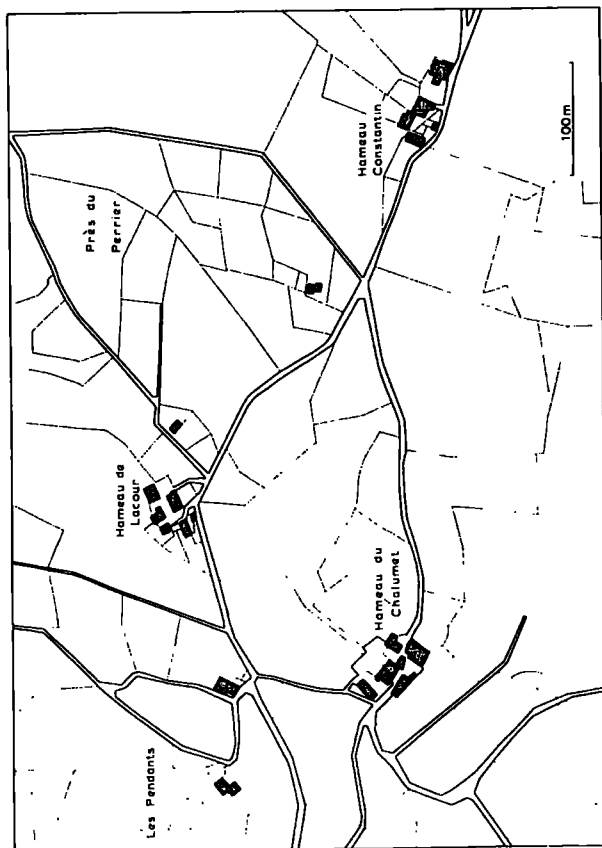 Les Pendants
Hameau de
Lacour
Près du
Perrier
Hameau du
Chalumet
Hameau
Constantin
100m